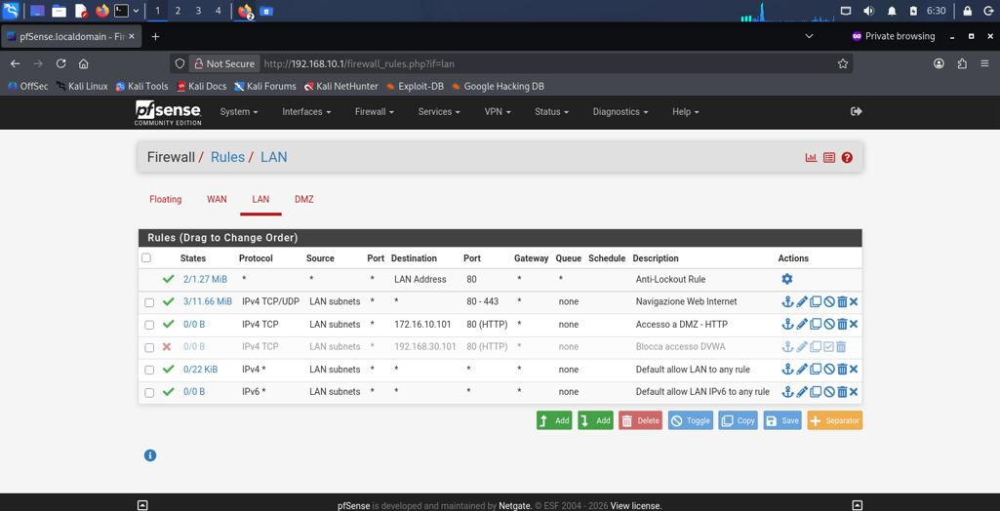 1 2 3 4 2 6:30
pfSense.localdomain - Fir Private browsing
Not Secure http://192.168.10.1/firewall_rules.php?if=lan
OffSec Kali Linux Kali Tools Kali Docs Kali Forums Kali NetHunter Exploit-DB Google Hacking DB
pfsense System Interfaces Firewall Services VPN Status Diagnostics Help
COMMUNITY EDITION
Firewall / Rules / LAN
Floating WAN LAN DMZ
Rules (Drag to Change Order)
States Protocol Source Port Destination Port Gateway Queue Schedule Description Actions
2/1.27 MiB * * * LAN Address 80 * * Anti-Lockout Rule
3/11.66 MiB IPv4 TCP/UDP LAN subnets * * 80 - 443 * none Navigazione Web Internet
0/0 B IPv4 TCP LAN subnets * 172.16.10.101 80 (HTTP) * none Accesso a DMZ - HTTP
0/0 B IPv4 TCP LAN subnets * 192.168.30.101 80 (HTTP) * none Blocca accesso DVWA
0/22 KiB IPv4 * LAN subnets * * * * none Default allow LAN to any rule
0/0 B IPv6 * LAN subnets * * * * none Default allow LAN IPv6 to any rule
Add Add Delete Toggle Copy Save Separator
pfSense is developed and maintained by Netgate. © ESF 2004 - 2026 View license.